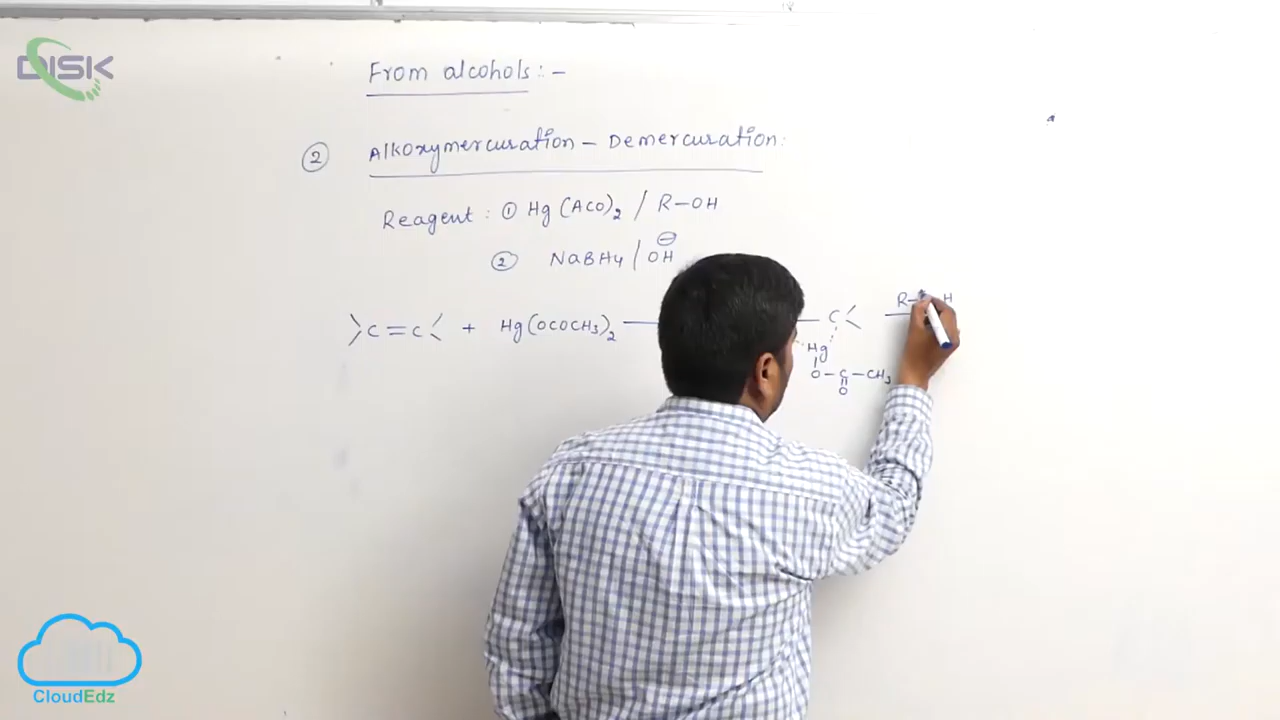 DISK
From alcohols :-
② Alkoxymercuration - Demercuration:
Reagent : ① Hg (ACO)₂ / R-OH
② NaBH4 / OH⊖
>C=C< + Hg(OCOCH₃)₂ — — C< R- H
Hg
O-C-CH₃
O
CloudEdz